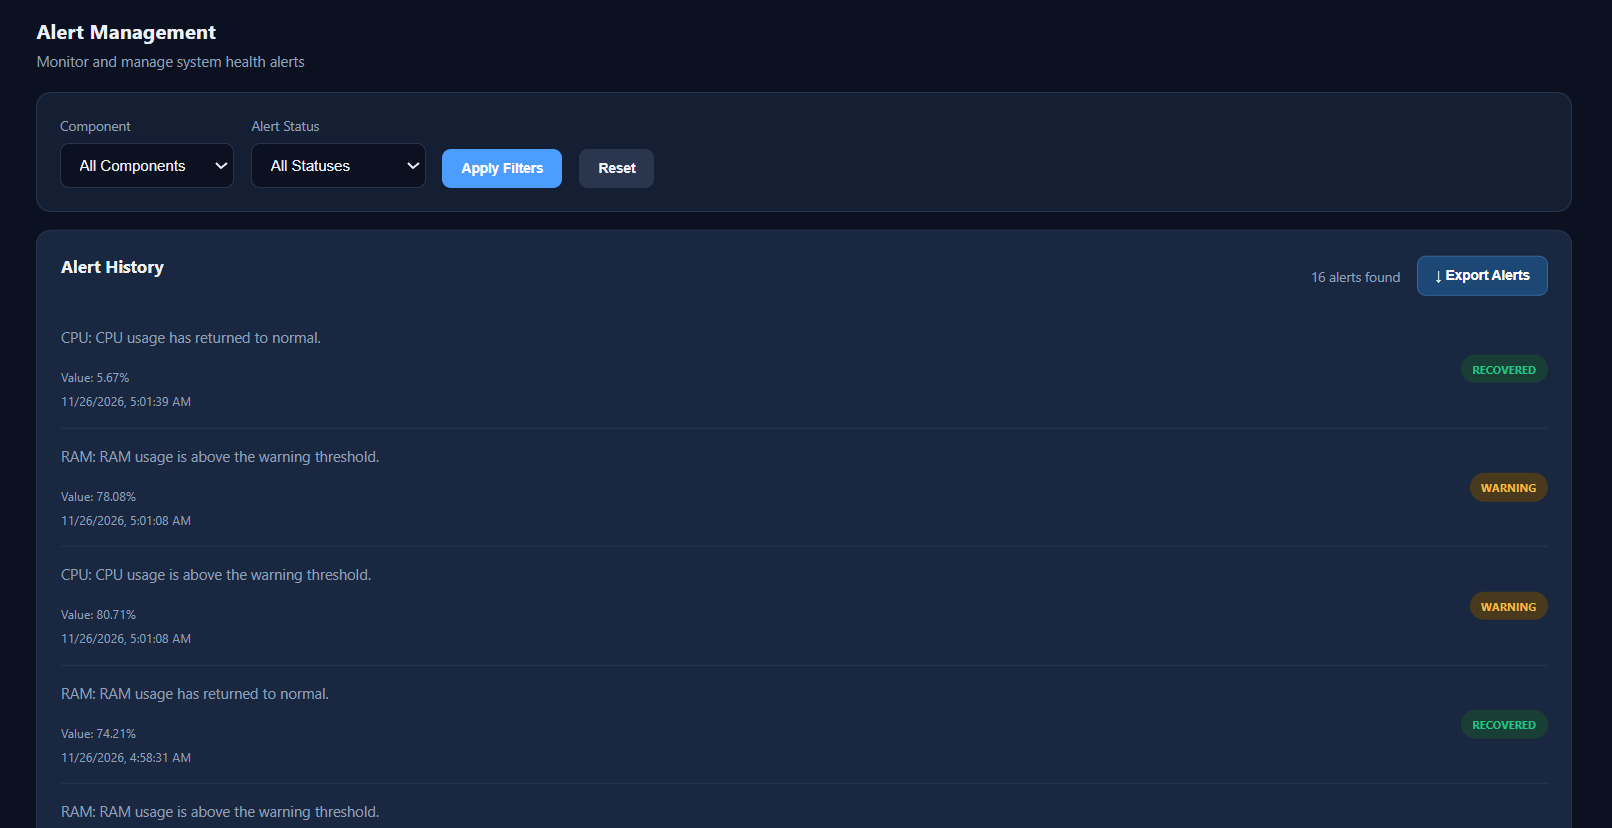 Alert Management
Monitor and manage system health alerts
Component
Alert Status
All Components
All Statuses
Apply Filters
Reset
Alert History
16 alerts found
↓ Export Alerts
CPU: CPU usage has returned to normal.
Value: 5.67%
11/26/2026, 5:01:39 AM
RECOVERED
RAM: RAM usage is above the warning threshold.
Value: 78.08%
11/26/2026, 5:01:08 AM
WARNING
CPU: CPU usage is above the warning threshold.
Value: 80.71%
11/26/2026, 5:01:08 AM
WARNING
RAM: RAM usage has returned to normal.
Value: 74.21%
11/26/2026, 4:58:31 AM
RECOVERED
RAM: RAM usage is above the warning threshold.